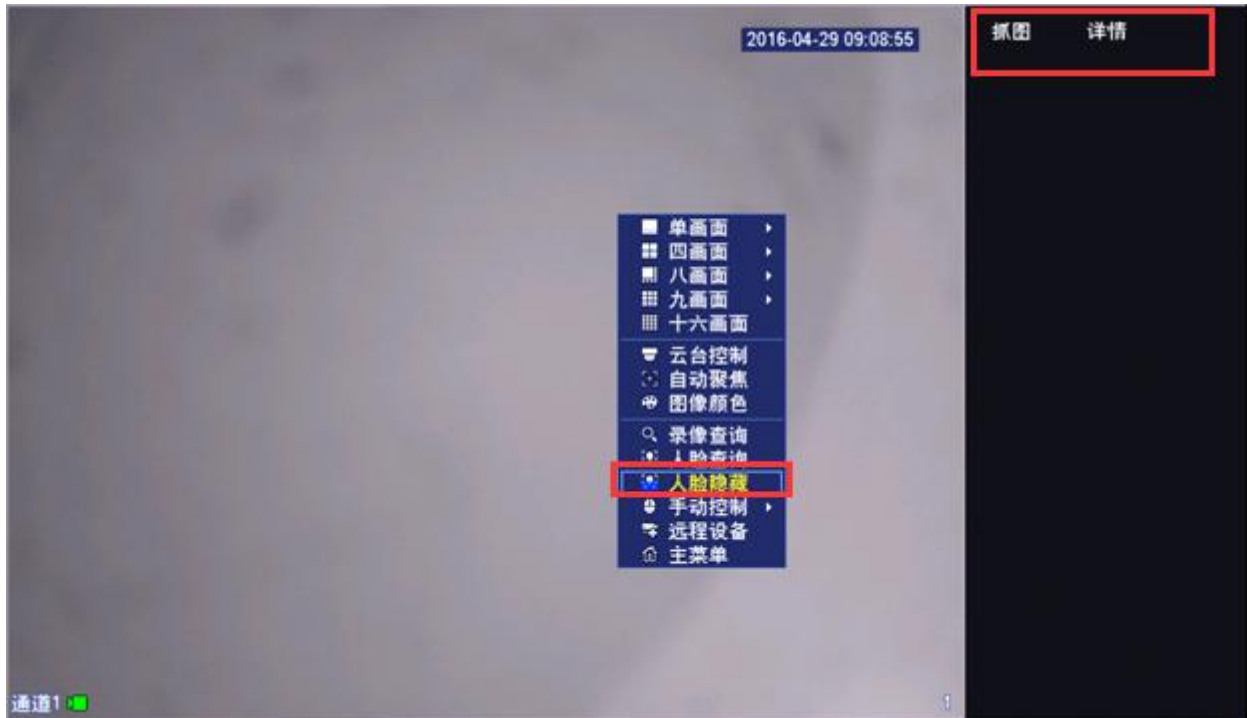 2016-04-29 09:08:55
抓图 详情
单画面
四画面
八画面
九画面
十六画面
云台控制
自动聚焦
图像颜色
录像查询
人脸查询
人脸隐藏
手动控制
远程设备
主菜单
通道1
1